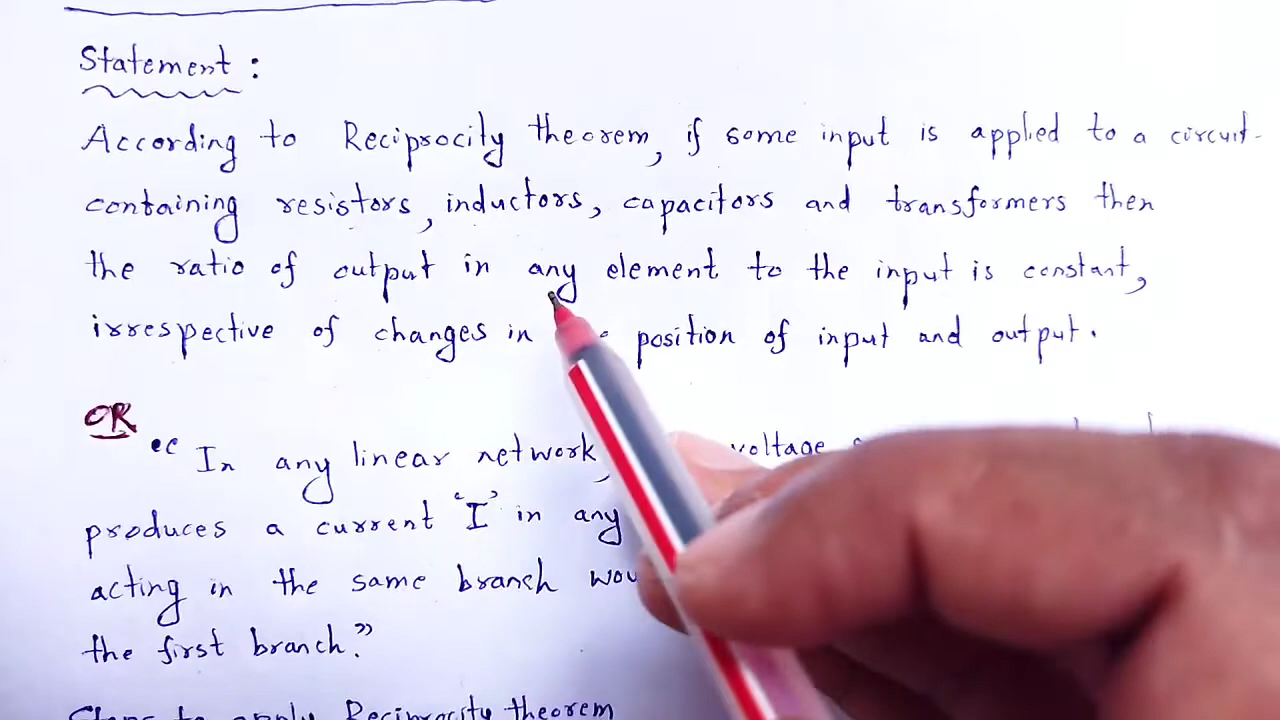 Statement :
According to Reciprocity theorem, if some input is applied to a circuit
containing resistors, inductors, capacitors and transformers then
the ratio of output in any element to the input is constant,
irrespective of changes in position of input and output.
OR
"In any linear network, voltage
produces a current 'I' in any
acting in the same branch
the first branch."
Steps to apply Reciprocity theorem